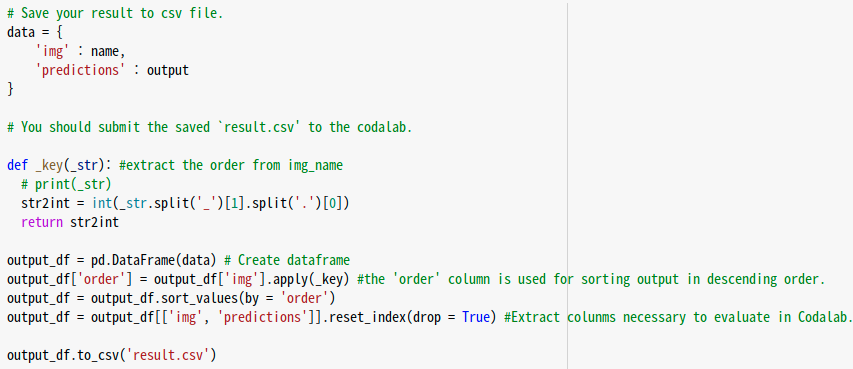 # Save your result to csv file.
data = {
    'img' : name,
    'predictions' : output
}

# You should submit the saved `result.csv' to the codalab.

def _key(_str): #extract the order from img_name
  # print(_str)
  str2int = int(_str.split('_')[1].split('.')[0])
  return str2int

output_df = pd.DataFrame(data) # Create dataframe
output_df['order'] = output_df['img'].apply(_key) #the 'order' column is used for sorting output in descending order.
output_df = output_df.sort_values(by = 'order')
output_df = output_df[['img', 'predictions']].reset_index(drop = True) #Extract colunms necessary to evaluate in Codalab.

output_df.to_csv('result.csv')